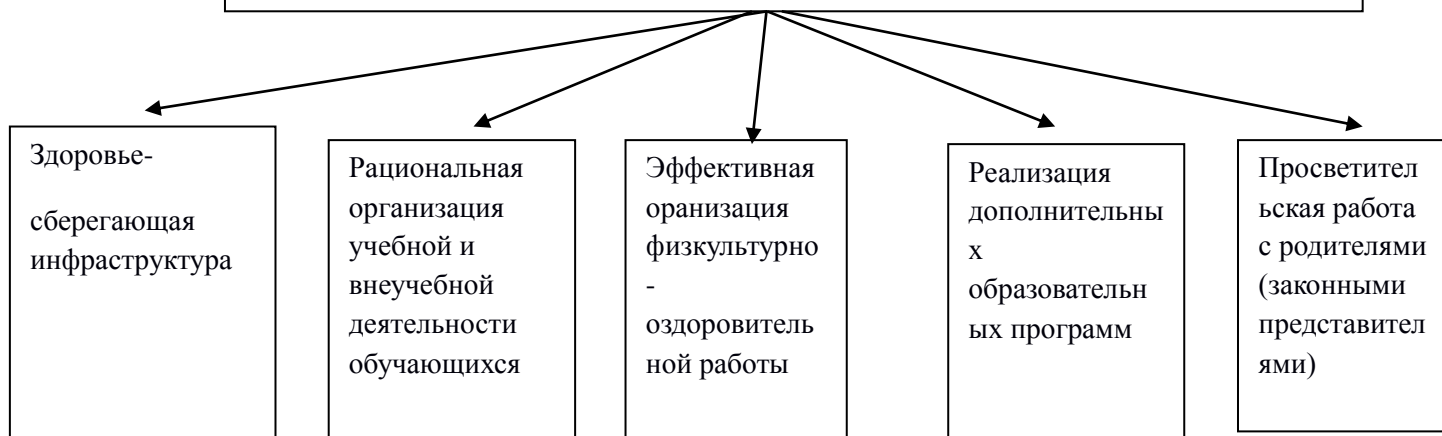 Здоровье-
сберегающая
инфраструктура
Рациональная
организация
учебной и
внеучебной
деятельности
обучающихся
Эффективная
оранизация
физкультурно
-
оздоровитель
ной работы
Реализация
дополнительны
х
образовательн
ых программ
Просветител
ьская работа
с родителями
(законными
представител
ями)